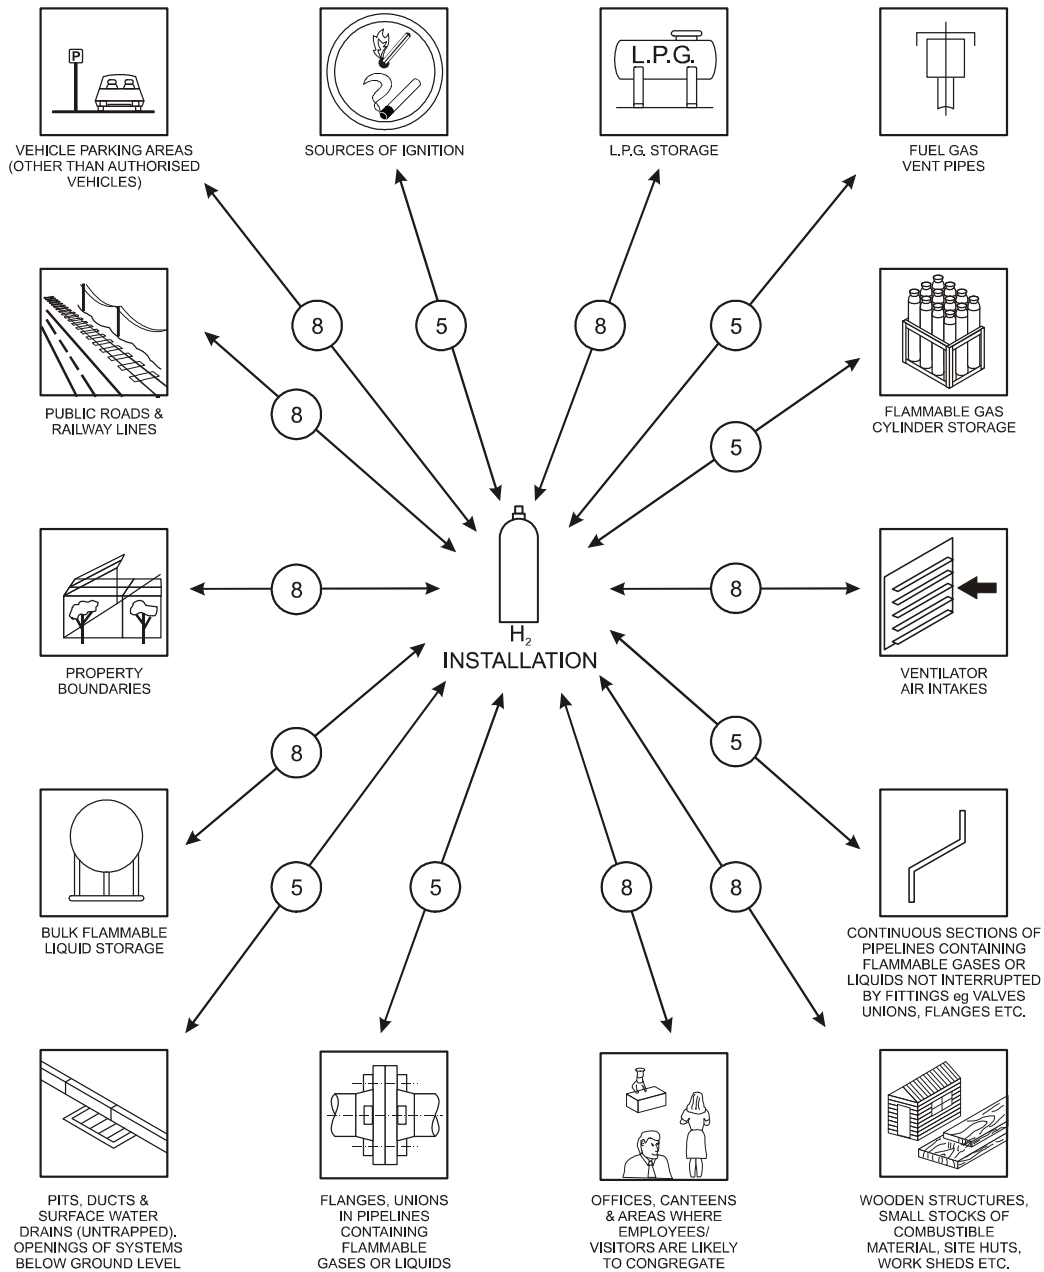 P
L.P.G.
VEHICLE PARKING AREAS
(OTHER THAN AUTHORISED
VEHICLES)
SOURCES OF IGNITION
L.P.G. STORAGE
FUEL GAS
VENT PIPES
8
5
8
5
PUBLIC ROADS &
RAILWAY LINES
8
FLAMMABLE GAS
CYLINDER STORAGE
5
PROPERTY
BOUNDARIES
8
H2
INSTALLATION
8
VENTILATOR
AIR INTAKES
8
5
BULK FLAMMABLE
LIQUID STORAGE
5
5
8
8
CONTINUOUS SECTIONS OF
PIPELINES CONTAINING
FLAMMABLE GASES OR
LIQUIDS NOT INTERRUPTED
BY FITTINGS eg VALVES
UNIONS, FLANGES ETC.
PITS, DUCTS &
SURFACE WATER
DRAINS (UNTRAPPED).
OPENINGS OF SYSTEMS
BELOW GROUND LEVEL
FLANGES, UNIONS
IN PIPELINES
CONTAINING
FLAMMABLE
GASES OR LIQUIDS
OFFICES, CANTEENS
& AREAS WHERE
EMPLOYEES/
VISITORS ARE LIKELY
TO CONGREGATE
WOODEN STRUCTURES,
SMALL STOCKS OF
COMBUSTIBLE
MATERIAL, SITE HUTS,
WORK SHEDS ETC.